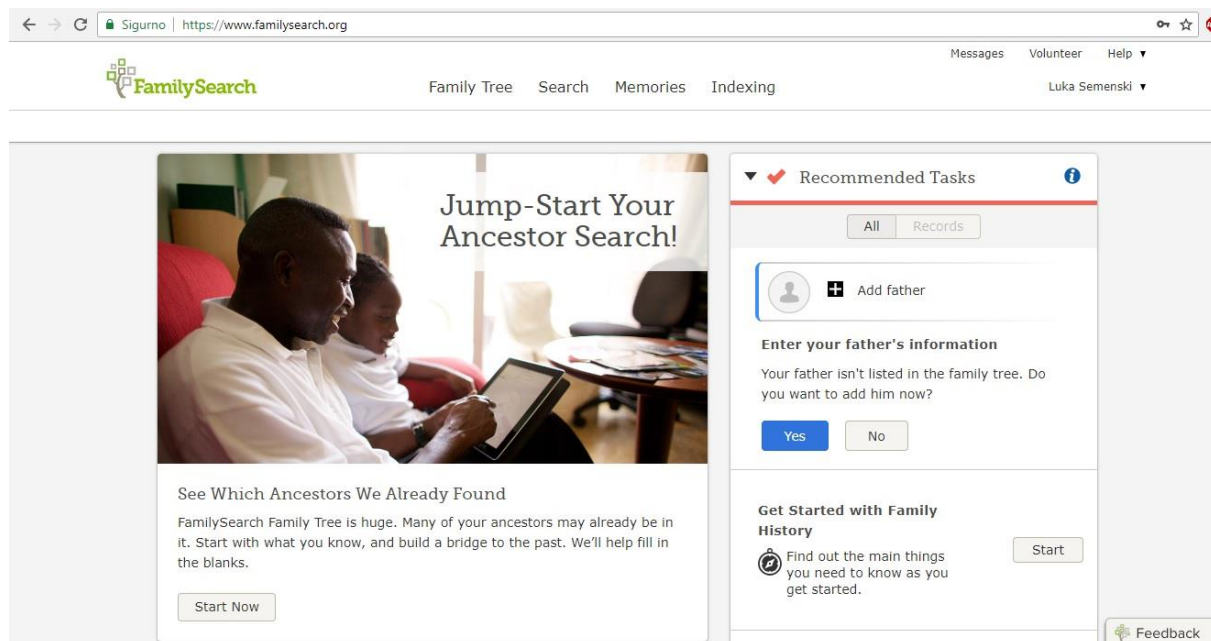 Sigurno | https://www.familysearch.org
Messages Volunteer Help
FamilySearch
Family Tree Search Memories Indexing
Luka Semenski
Jump-Start Your
Ancestor Search!
See Which Ancestors We Already Found
FamilySearch Family Tree is huge. Many of your ancestors may already be in
it. Start with what you know, and build a bridge to the past. We'll help fill in
the blanks.
Start Now
Recommended Tasks
All Records
Add father
Enter your father's information
Your father isn't listed in the family tree. Do
you want to add him now?
Yes No
Get Started with Family
History
Find out the main things
you need to know as you
get started.
Start
Feedback